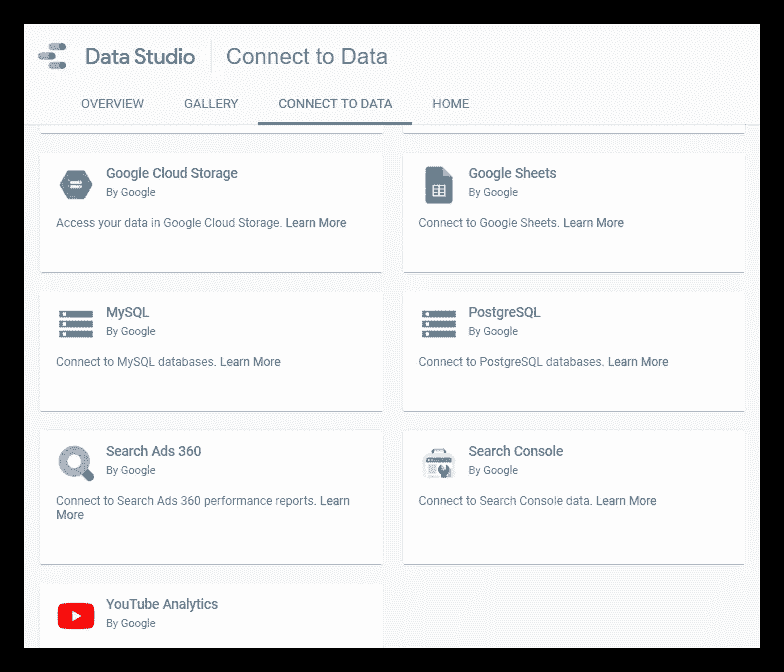 Data Studio Connect to Data
OVERVIEW GALLERY CONNECT TO DATA HOME
Google Cloud Storage
By Google
Access your data in Google Cloud Storage. Learn More
Google Sheets
By Google
Connect to Google Sheets. Learn More
MySQL
By Google
Connect to MySQL databases. Learn More
PostgreSQL
By Google
Connect to PostgreSQL databases. Learn More
Search Ads 360
By Google
Connect to Search Ads 360 performance reports. Learn
More
Search Console
By Google
Connect to Search Console data. Learn More
YouTube Analytics
By Google